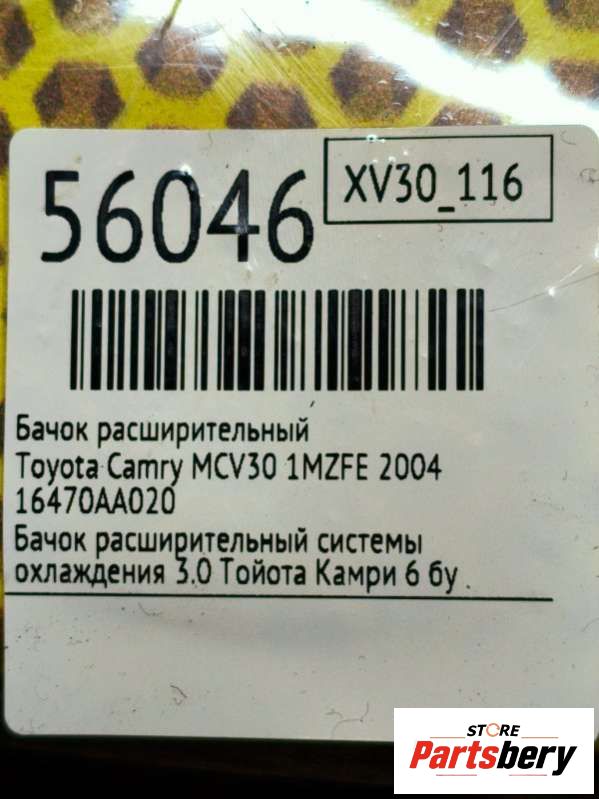 56046
XV30_116
Бачок расширительный
Toyota Camry MCV30 1MZFE 2004
16470AA020
Бачок расширительный системы
охлаждения 3.0 Тойота Камри 6 бу
STORE
Partsbery